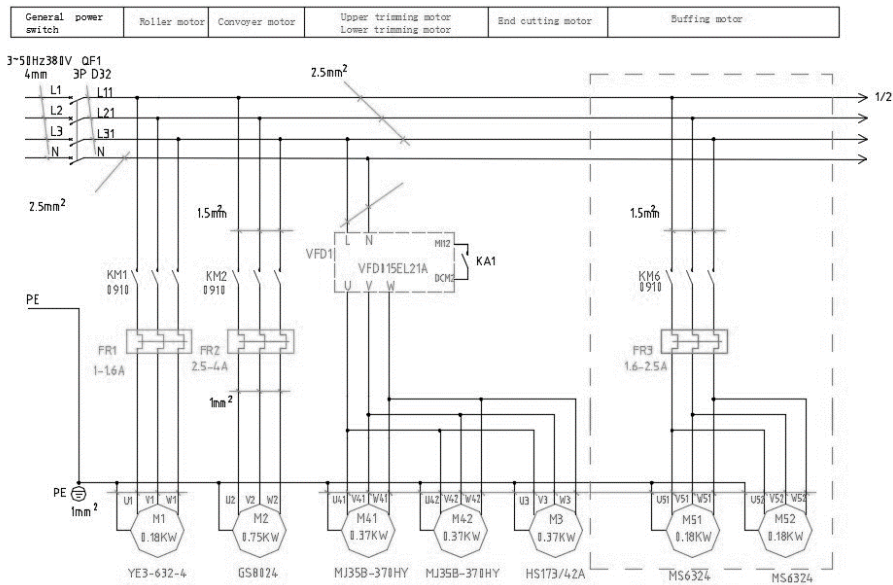 General power switch
Roller motor
Convoyer motor
Upper trimming motor
Lower trimming motor
End cutting motor
Buffing motor
3~50Hz380V QF1
4mm 3P D32
2.5mm²
L1 L11
1/2
L2 L21
L3 L31
N N
2.5mm²
1.5mm²
1.5mm²
L N
MI12
VFD1
VFD015EL21A
KA1
DCM2
U V W
KM1
0910
KM2
0910
KM6
0910
PE
FR1
1-1.6A
FR2
2.5-4A
FR3
1.6-2.5A
1mm²
PE
1mm²
U1 V1 W1
U2 V2 W2
U41 V41 W41
U42 V42 W42
U3 V3 W3
U51 V51 W51
U52 V52 W52
M1
0.18KW
M2
0.75KW
M41
0.37KW
M42
0.37KW
M3
0.37KW
M51
0.18KW
M52
0.18KW
YE3-632-4
GS8024
MJ35B-370HY
MJ35B-370HY
HS173/42A
MS6324
MS6324